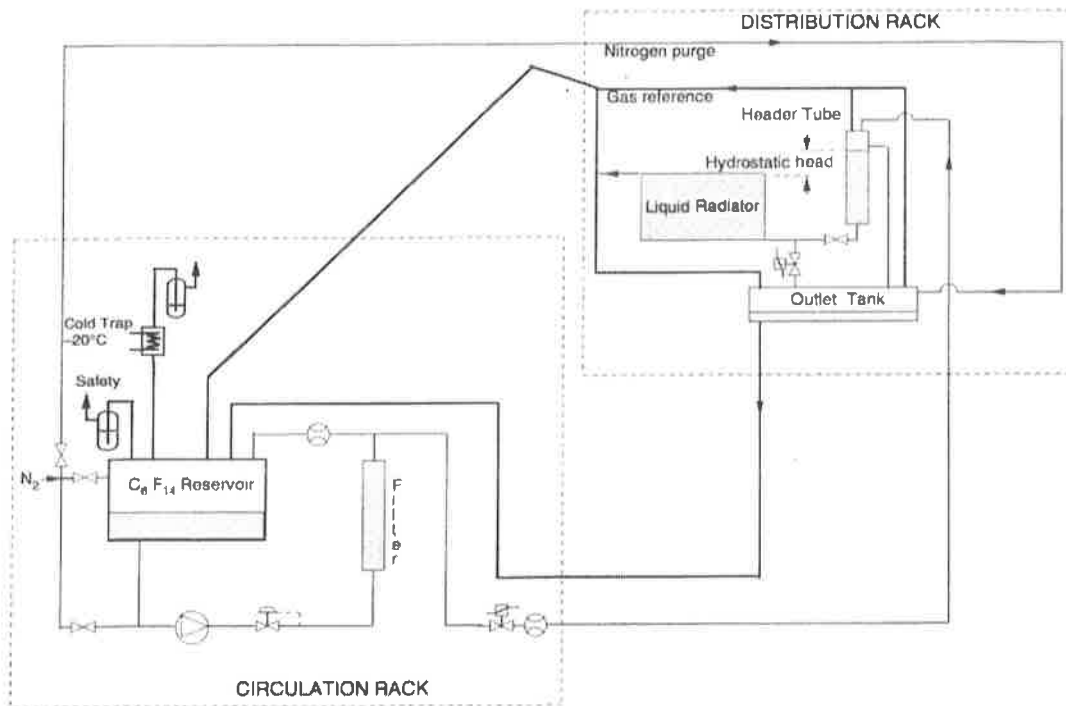 DISTRIBUTION RACK
Nitrogen purge
Gas reference
Header Tube
Hydrostatic head
Liquid Radiator
Outlet Tank
Cold Trap
-20°C
Safety
N₂
C₆ F₁₄ Reservoir
Filter
CIRCULATION RACK